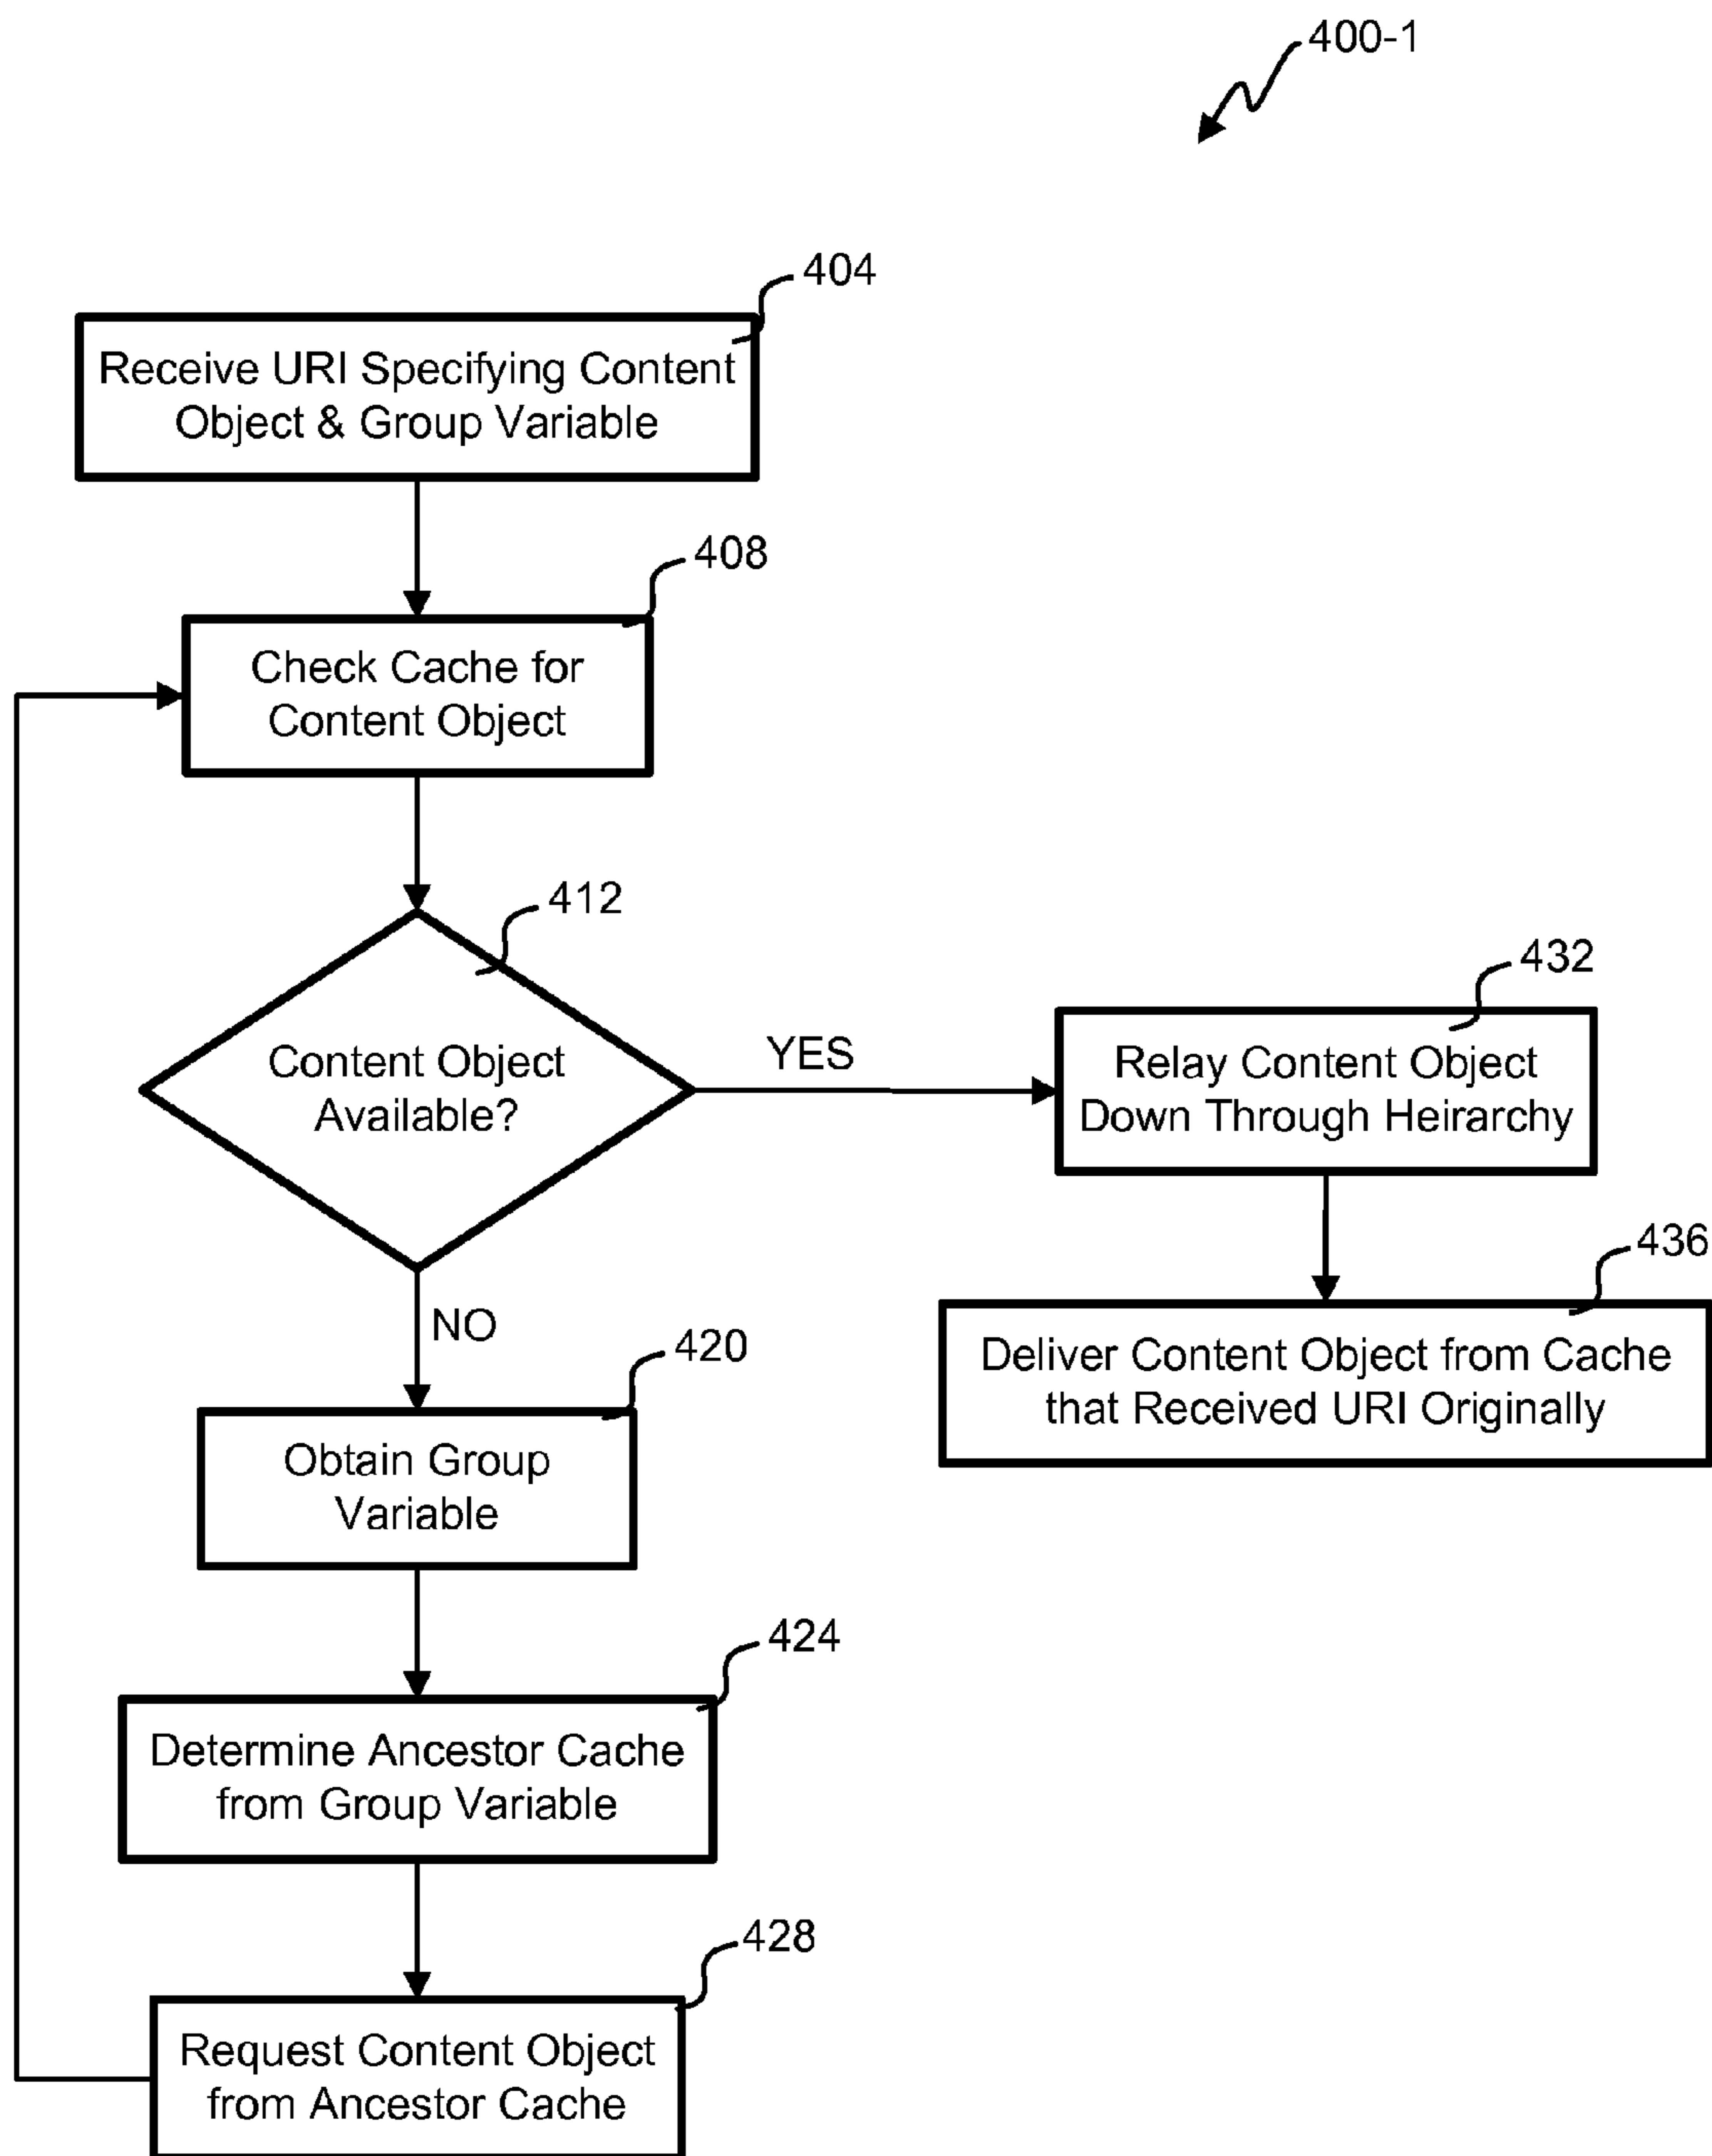 400-1
404
Receive URI Specifying Content
Object & Group Variable
408
Check Cache for
Content Object
412
Content Object
Available?
YES
432
Relay Content Object
Down Through Heirarchy
436
Deliver Content Object from Cache
that Received URI Originally
NO
420
Obtain Group
Variable
424
Determine Ancestor Cache
from Group Variable
428
Request Content Object
from Ancestor Cache